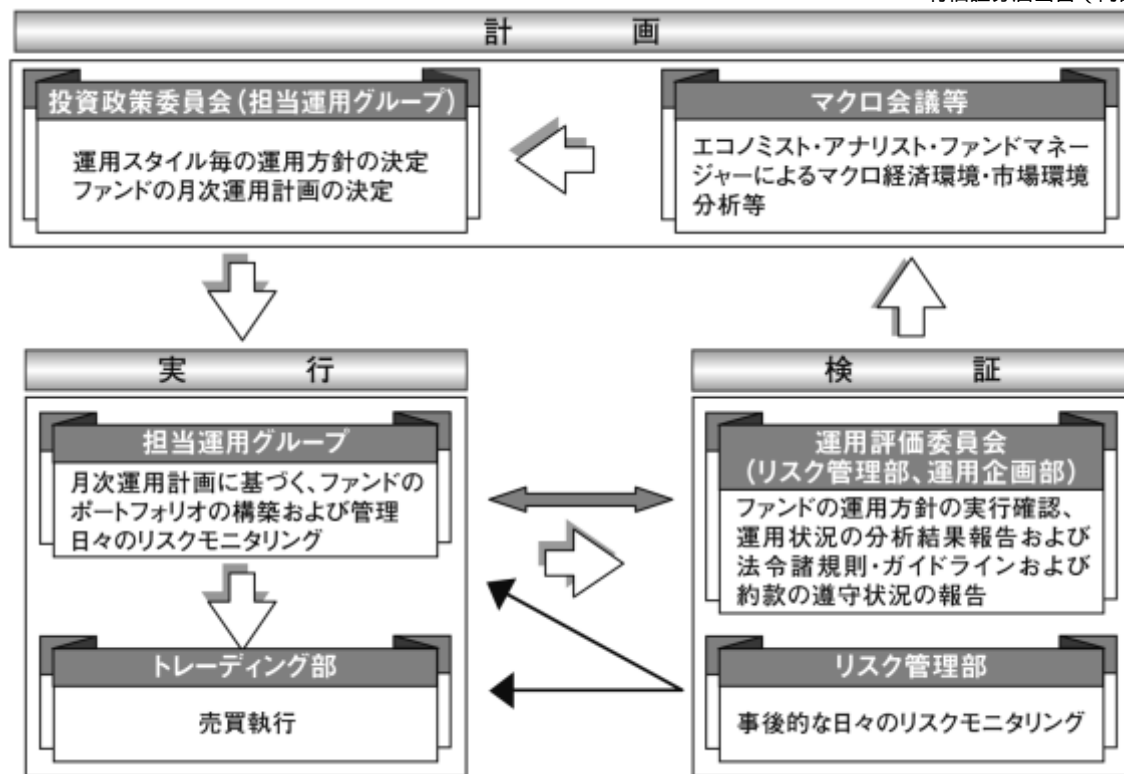 計 画
投資政策委員会(担当運用グループ)
運用スタイル毎の運用方針の決定
ファンドの月次運用計画の決定
マクロ会議等
エコノミスト・アナリスト・ファンドマネー
ジャーによるマクロ経済環境・市場環境
分析等
実 行
担当運用グループ
月次運用計画に基づく、ファンドの
ポートフォリオの構築および管理
日々のリスクモニタリング
トレーディング部
売買執行
検 証
運用評価委員会
(リスク管理部、運用企画部)
ファンドの運用方針の実行確認、
運用状況の分析結果報告および
法令諸規則・ガイドラインおよび
約款の遵守状況の報告
リスク管理部
事後的な日々のリスクモニタリング